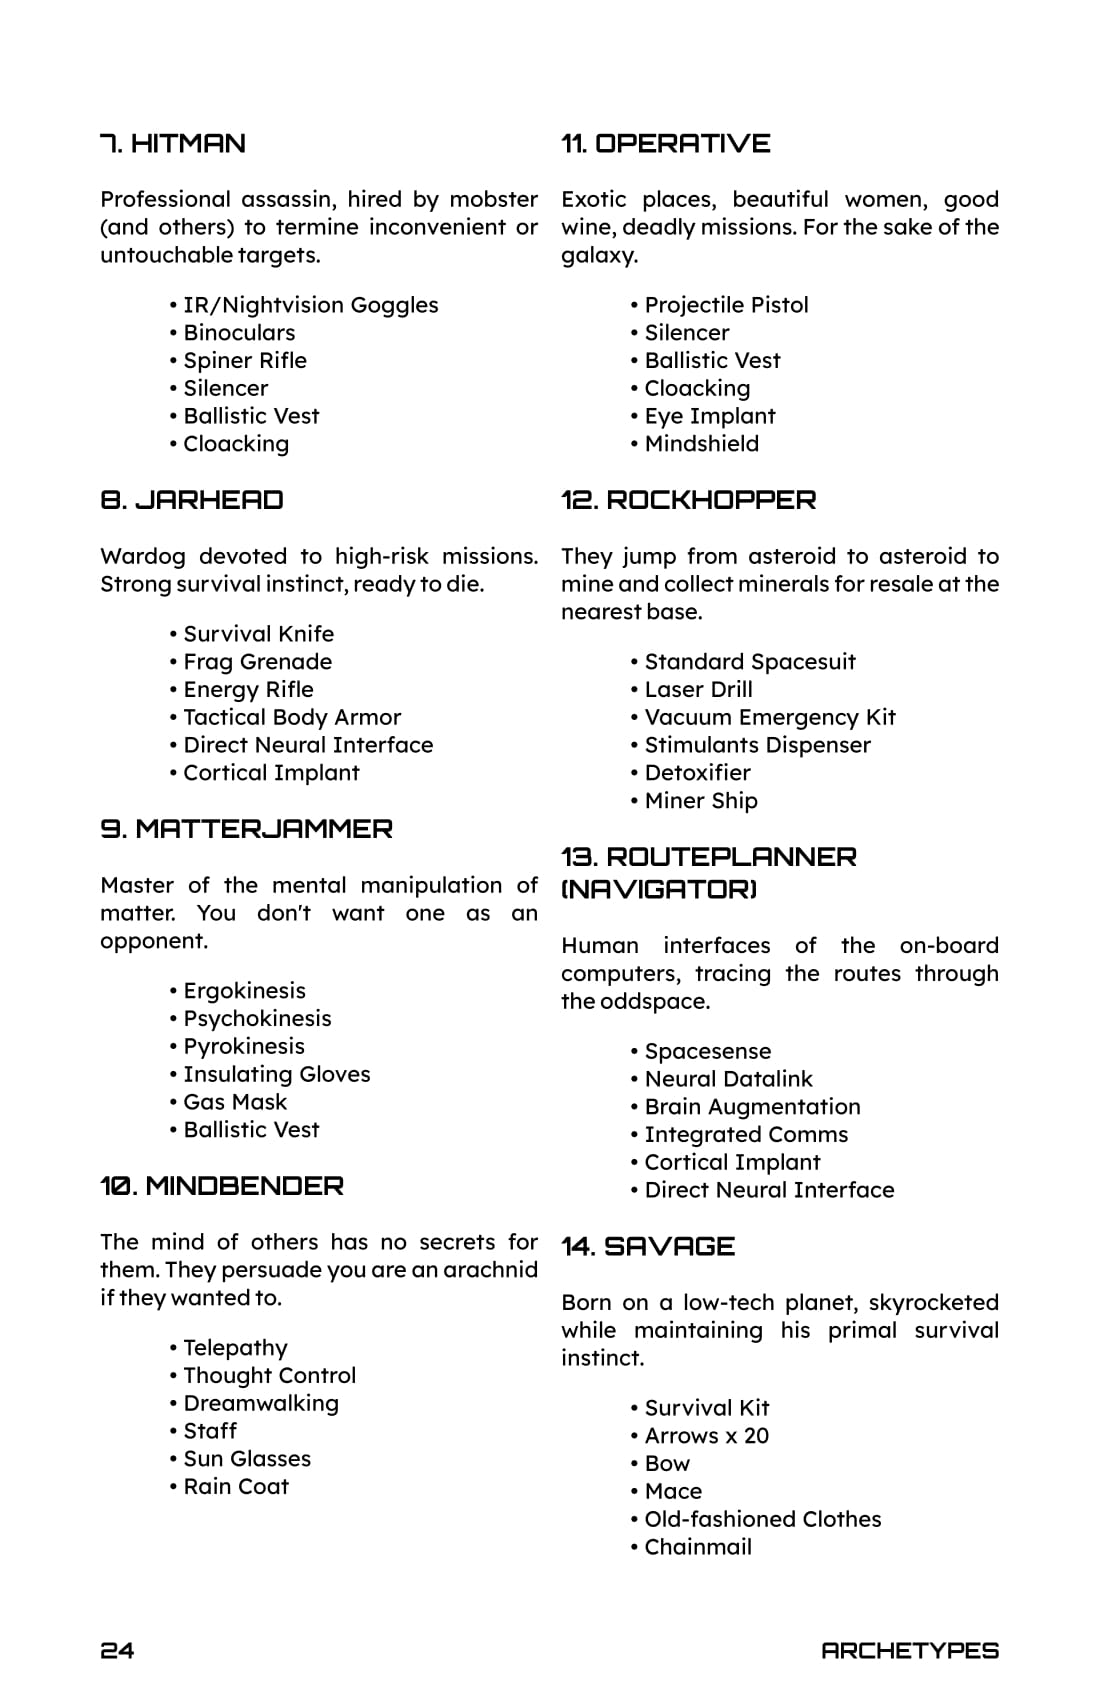 7. HITMAN
Professional assassin, hired by mobster
(and others) to termine inconvenient or
untouchable targets.
• IR/Nightvision Goggles
• Binoculars
• Spiner Rifle
• Silencer
• Ballistic Vest
• Cloacking
8. JARHEAD
Wardog devoted to high-risk missions.
Strong survival instinct, ready to die.
• Survival Knife
• Frag Grenade
• Energy Rifle
• Tactical Body Armor
• Direct Neural Interface
• Cortical Implant
9. MATTERJAMMER
Master of the mental manipulation of
matter. You don't want one as an
opponent.
• Ergokinesis
• Psychokinesis
• Pyrokinesis
• Insulating Gloves
• Gas Mask
• Ballistic Vest
10. MINDBENDER
The mind of others has no secrets for
them. They persuade you are an arachnid
if they wanted to.
• Telepathy
• Thought Control
• Dreamwalking
• Staff
• Sun Glasses
• Rain Coat
11. OPERATIVE
Exotic places, beautiful women, good
wine, deadly missions. For the sake of the
galaxy.
• Projectile Pistol
• Silencer
• Ballistic Vest
• Cloacking
• Eye Implant
• Mindshield
12. ROCKHOPPER
They jump from asteroid to asteroid to
mine and collect minerals for resale at the
nearest base.
• Standard Spacesuit
• Laser Drill
• Vacuum Emergency Kit
• Stimulants Dispenser
• Detoxifier
• Miner Ship
13. ROUTEPLANNER
(NAVIGATOR)
Human interfaces of the on-board
computers, tracing the routes through
the oddspace.
• Spacesense
• Neural Datalink
• Brain Augmentation
• Integrated Comms
• Cortical Implant
• Direct Neural Interface
14. SAVAGE
Born on a low-tech planet, skyrocketed
while maintaining his primal survival
instinct.
• Survival Kit
• Arrows x 20
• Bow
• Mace
• Old-fashioned Clothes
• Chainmail
24
ARCHETYPES